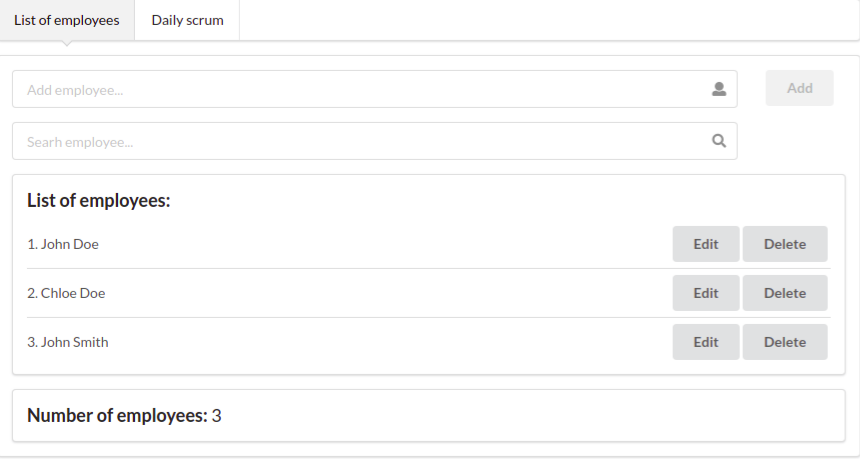 List of employees Daily scrum
Add employee... Add
Searh employee...
List of employees:
1. John Doe Edit Delete
2. Chloe Doe Edit Delete
3. John Smith Edit Delete
Number of employees: 3